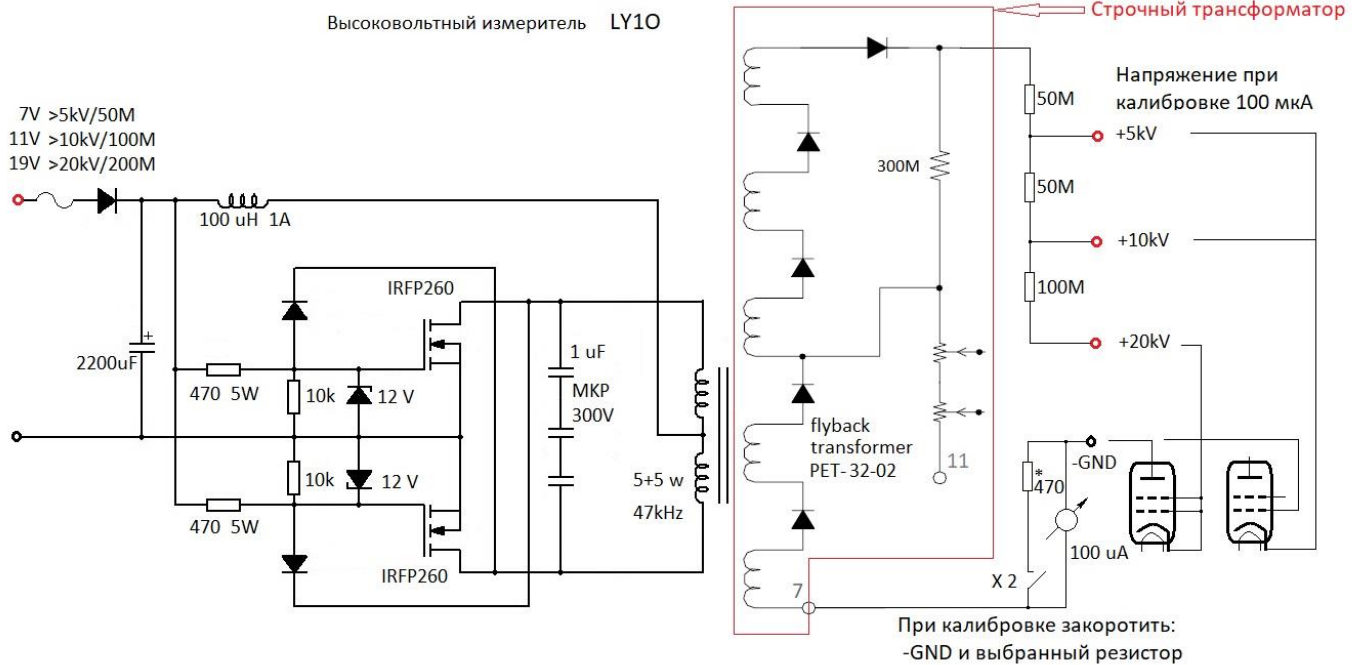 Высоковольтный измеритель LY1O
Строчный трансформатор
7V >5kV/50M
11V >10kV/100M
19V >20kV/200M
Напряжение при
калибровке 100 мкА
50M
+5kV
300M
50M
100 uH 1A
+10kV
IRFP260
100M
+
2200uF
+20kV
1 uF
MKP
300V
470 5W
10k
12 V
flyback
transformer
PET-32-02
11
-GND
10k
12 V
5+5 w
47kHz
*
470
470 5W
100 uA
IRFP260
X 2
7
При калибровке закоротить:
-GND и выбранный резистор